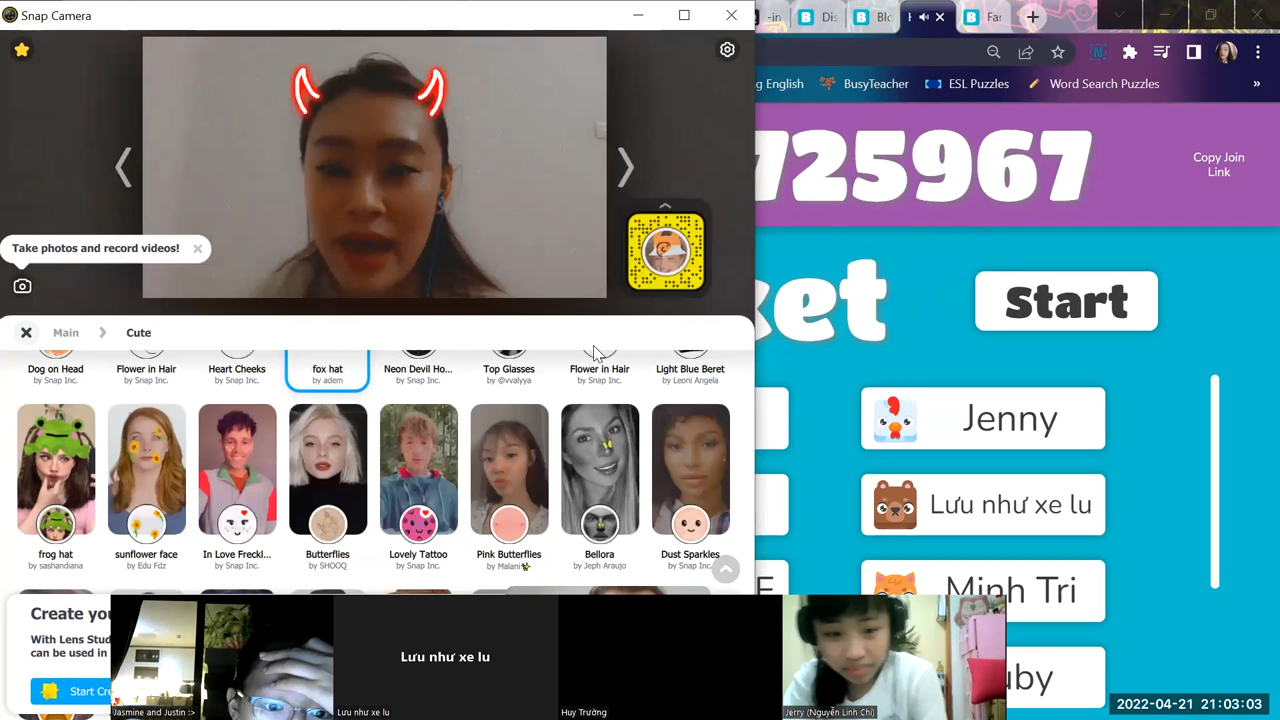 Snap Camera
Take photos and record videos!
Main
Cute
Dog on Head
by Snap Inc.
Flower in Hair
by Snap Inc.
Heart Cheeks
by Snap Inc.
fox hat
by adem
Neon Devil Ho...
by Snap Inc.
Top Glasses
by @vvalyya
Flower in Hair
by Snap Inc.
Light Blue Beret
by Leoni Angela
frog hat
by sashandiana
sunflower face
by Edu Fdz
In Love Freckl...
by Snap Inc.
Butterflies
by SHOOQ
Lovely Tattoo
by Snap Inc.
Pink Butterflies
by Malani
Bellora
by Jeph Araujo
Dust Sparkles
by Snap Inc.
Create you
With Lens Stud
can be used in
Start Cre
-in
Dis
Blo
Far
ng English
BusyTeacher
ESL Puzzles
Word Search Puzzles
»
725967
Copy Join
Link
ket
Start
Jenny
Lưu như xe lu
Minh Tri
uby
Lưu như xe lu
Jasmine and Justin :>
Lưu như xe lu
Huy Trường
Jerry (Nguyễn Linh Chi)
2022-04-21 21:03:03